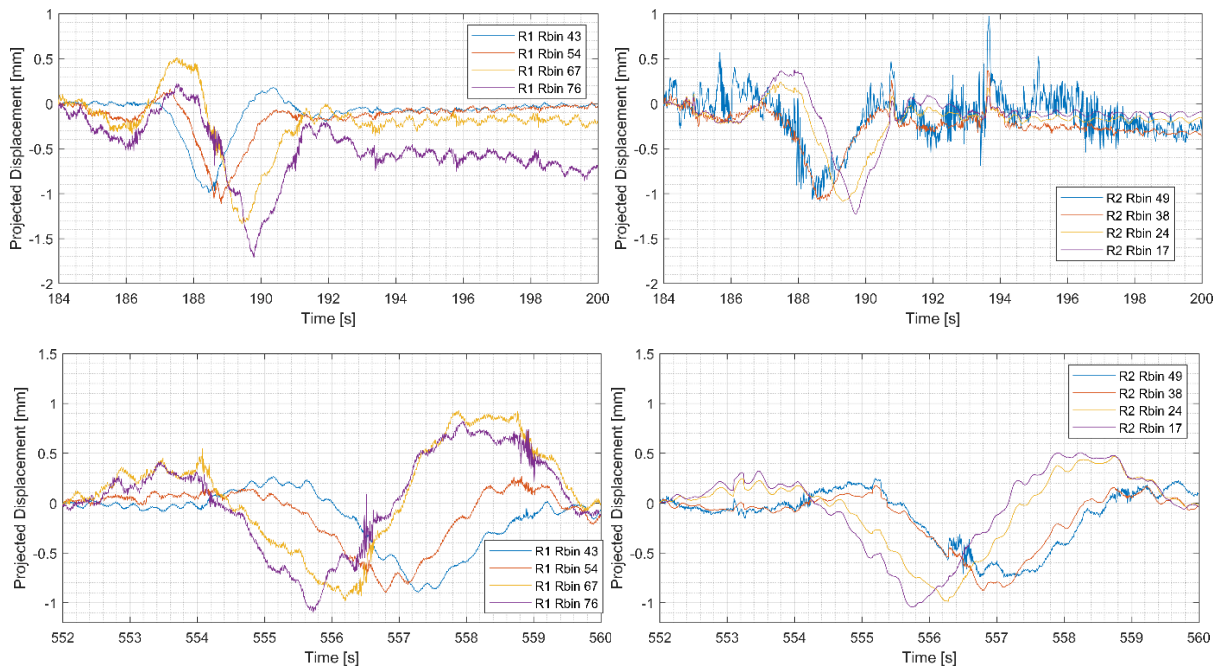 1
0.5
0
-0.5
-1
-1.5
-2
Projected Displacement [mm]
R1 Rbin 43
R1 Rbin 54
R1 Rbin 67
R1 Rbin 76
184 186 188 190 192 194 196 198 200
Time [s]
1
0.5
0
-0.5
-1
-1.5
-2
Projected Displacement [mm]
R2 Rbin 49
R2 Rbin 38
R2 Rbin 24
R2 Rbin 17
184 186 188 190 192 194 196 198 200
Time [s]
1.5
1
0.5
0
-0.5
-1
Projected Displacement [mm]
R1 Rbin 43
R1 Rbin 54
R1 Rbin 67
R1 Rbin 76
552 553 554 555 556 557 558 559 560
Time [s]
1.5
1
0.5
0
-0.5
-1
Projected Displacement [mm]
R2 Rbin 49
R2 Rbin 38
R2 Rbin 24
R2 Rbin 17
552 553 554 555 556 557 558 559 560
Time [s]